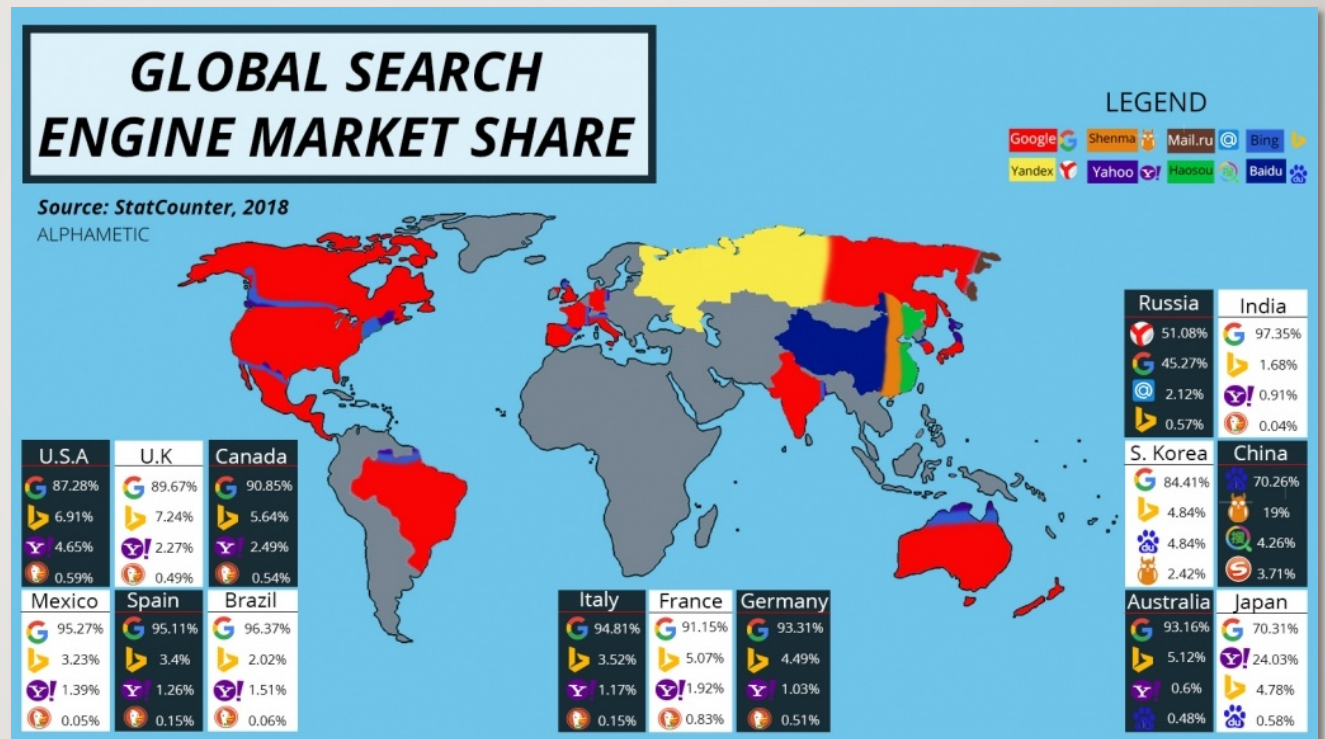 GLOBAL SEARCH
ENGINE MARKET SHARE
Source: StatCounter, 2018
ALPHAMETIC
LEGEND
Google Shenma Mail.ru @ Bing
Yandex Yahoo Y! Haosou Baidu du
Russia
51.08%
45.27%
@ 2.12%
0.57%
India
97.35%
1.68%
Y! 0.91%
0.04%
U.S.A
87.28%
6.91%
Y! 4.65%
0.59%
U.K
89.67%
7.24%
Y! 2.27%
0.49%
Canada
90.85%
5.64%
Y! 2.49%
0.54%
S. Korea
84.41%
4.84%
du 4.84%
2.42%
China
70.26%
19%
搜 4.26%
S 3.71%
Mexico
95.27%
3.23%
Y! 1.39%
0.05%
Spain
95.11%
3.4%
Y! 1.26%
0.15%
Brazil
96.37%
2.02%
Y! 1.51%
0.06%
Italy
94.81%
3.52%
Y! 1.17%
0.15%
France
91.15%
5.07%
Y! 1.92%
0.83%
Germany
93.31%
4.49%
Y! 1.03%
0.51%
Australia
93.16%
5.12%
Y! 0.6%
0.48%
Japan
70.31%
Y! 24.03%
4.78%
du 0.58%